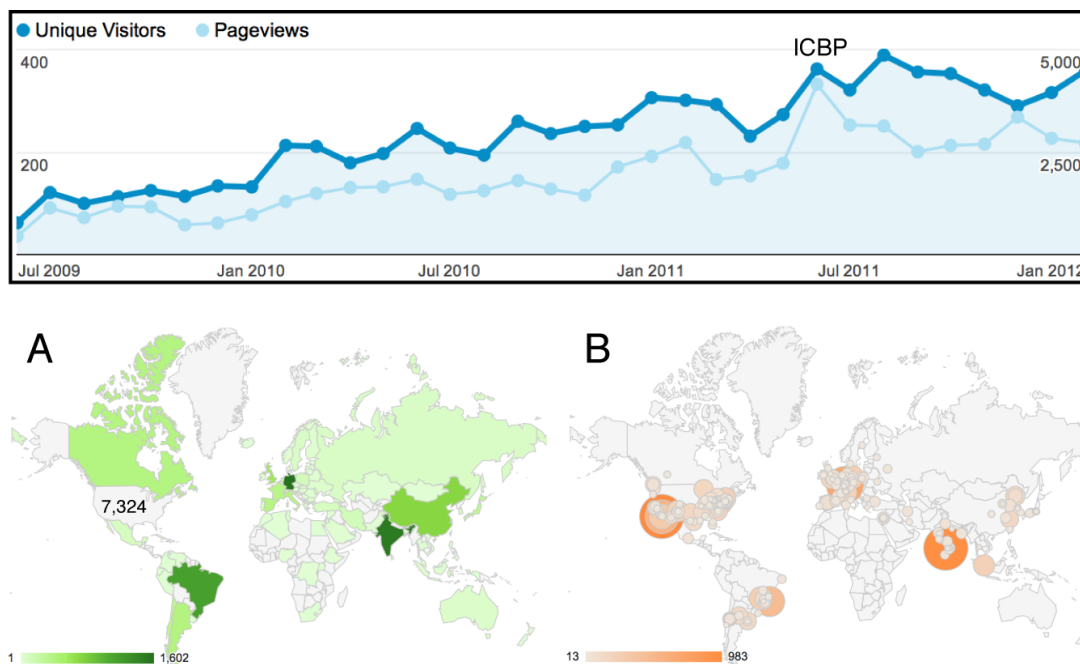 Unique Visitors Pageviews
ICBP
400 5,000
200 2,500
Jul 2009 Jan 2010 Jul 2010 Jan 2011 Jul 2011 Jan 2012
A B
7,324
1 1,602 13 983